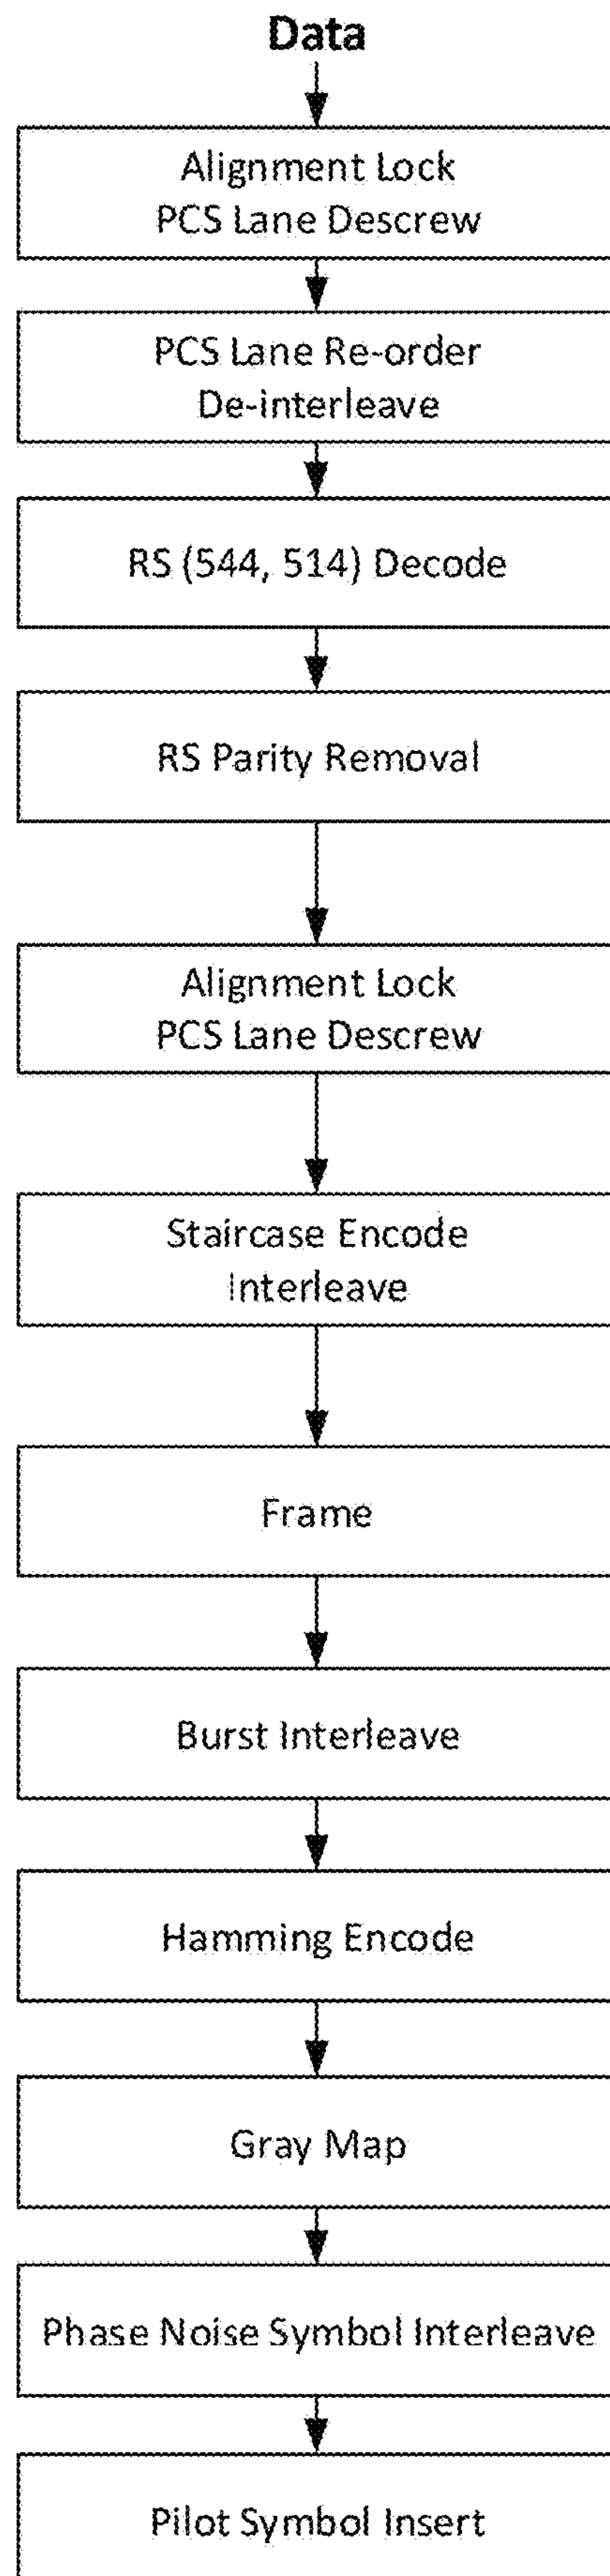 Data
Alignment Lock
PCS Lane Descrew
PCS Lane Re-order
De-interleave
RS (544, 514) Decode
RS Parity Removal
Alignment Lock
PCS Lane Descrew
Staircase Encode
Interleave
Frame
Burst Interleave
Hamming Encode
Gray Map
Phase Noise Symbol Interleave
Pilot Symbol Insert